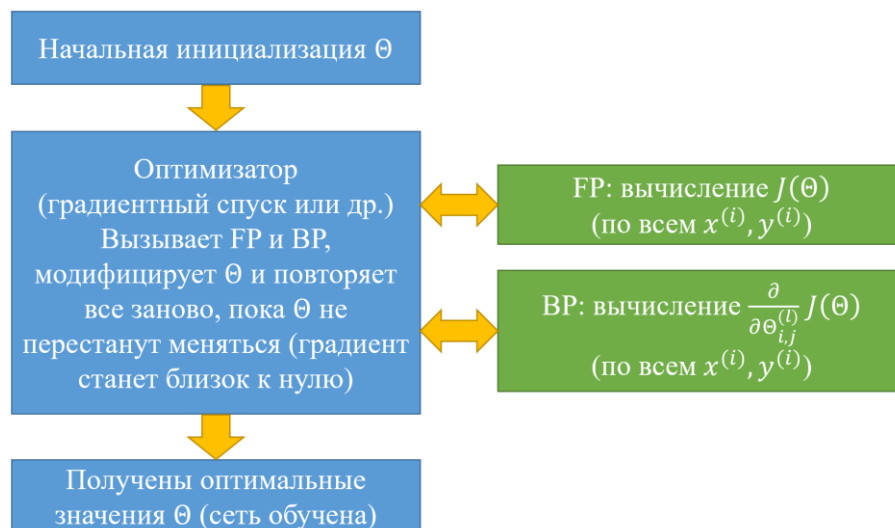 Начальная инициализация Θ
Оптимизатор
(градиентный спуск или др.)
Вызывает FP и BP,
модифицирует Θ и повторяет
все заново, пока Θ не
перестанут меняться (градиент
станет близок к нулю)
FP: вычисление J(Θ)
(по всем x^(i), y^(i))
BP: вычисление ∂/∂Θ_{i,j}^(l) J(Θ)
(по всем x^(i), y^(i))
Получены оптимальные
значения Θ (сеть обучена)